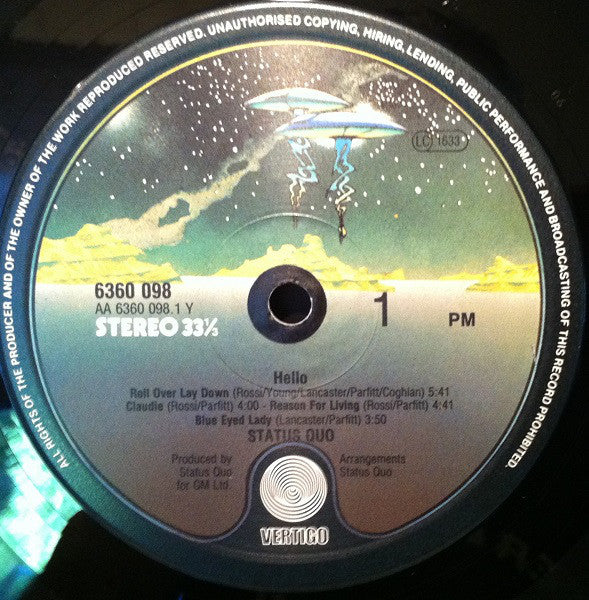 ALL RIGHTS OF THE PRODUCER AND OF THE OWNER OF THE WORK REPRODUCED RESERVED. UNAUTHORISED COPYING, HIRING, LENDING, PUBLIC PERFORMANCE AND BROADCASTING OF THIS RECORD PROHIBITED.
LC 1633
6360 098
AA 6360 098.1 Y
STEREO 33⅓
1
PM
Hello
Roll Over Lay Down (Rossi/Young/Lancaster/Parfitt/Coghlan) 5:41
Claudie (Rossi/Parfitt) 4:00 - Reason For Living (Rossi/Parfitt) 4:41
Blue Eyed Lady (Lancaster/Parfitt) 3:50
STATUS QUO
Produced by
Status Quo
for GM Ltd.
Arrangements
Status Quo
VERTIGO